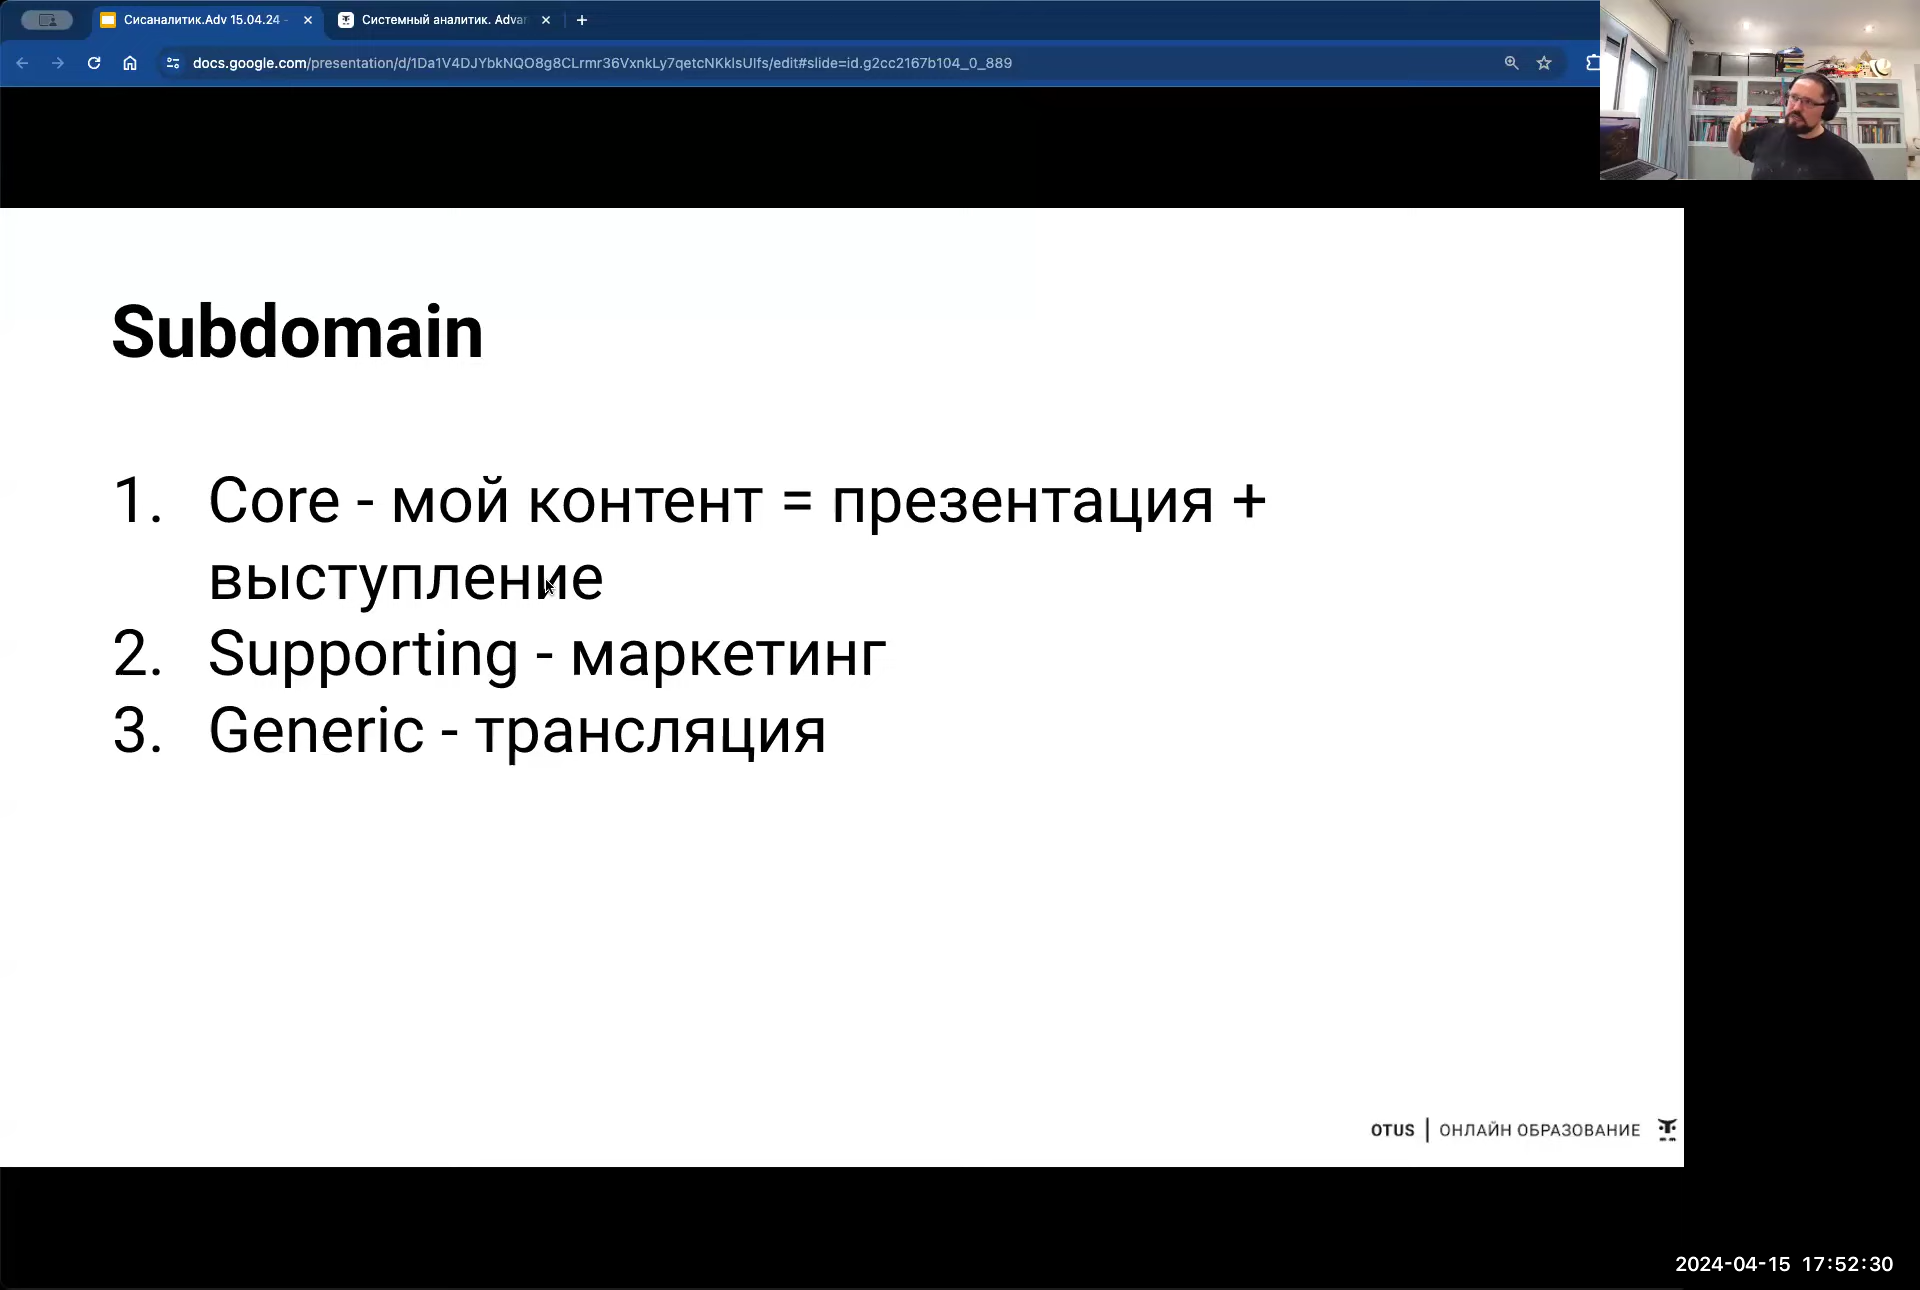 Сисаналитик.Adv 15.04.24 -
Системный аналитик. Advan
docs.google.com/presentation/d/1Da1V4DJYbkNQO8g8CLrmr36VxnkLy7qetcNKklsUlfs/edit#slide=id.g2cc2167b104_0_889
Subdomain
1. Core - мой контент = презентация +
выступление
2. Supporting - маркетинг
3. Generic - трансляция
OTUS | ОНЛАЙН ОБРАЗОВАНИЕ
2024-04-15 17:52:30